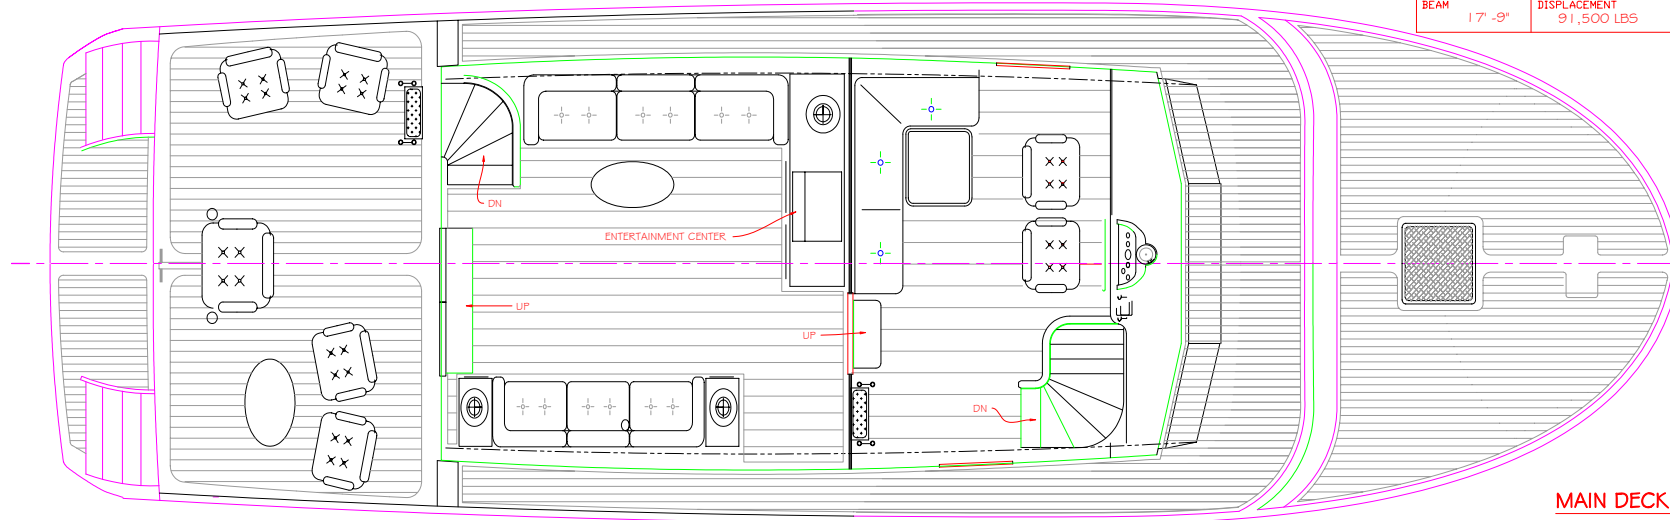 BEAM
17' -9"
DISPLACEMENT
91,500 LBS
DN
ENTERTAINMENT CENTER
UP
UP
DN
MAIN DECK